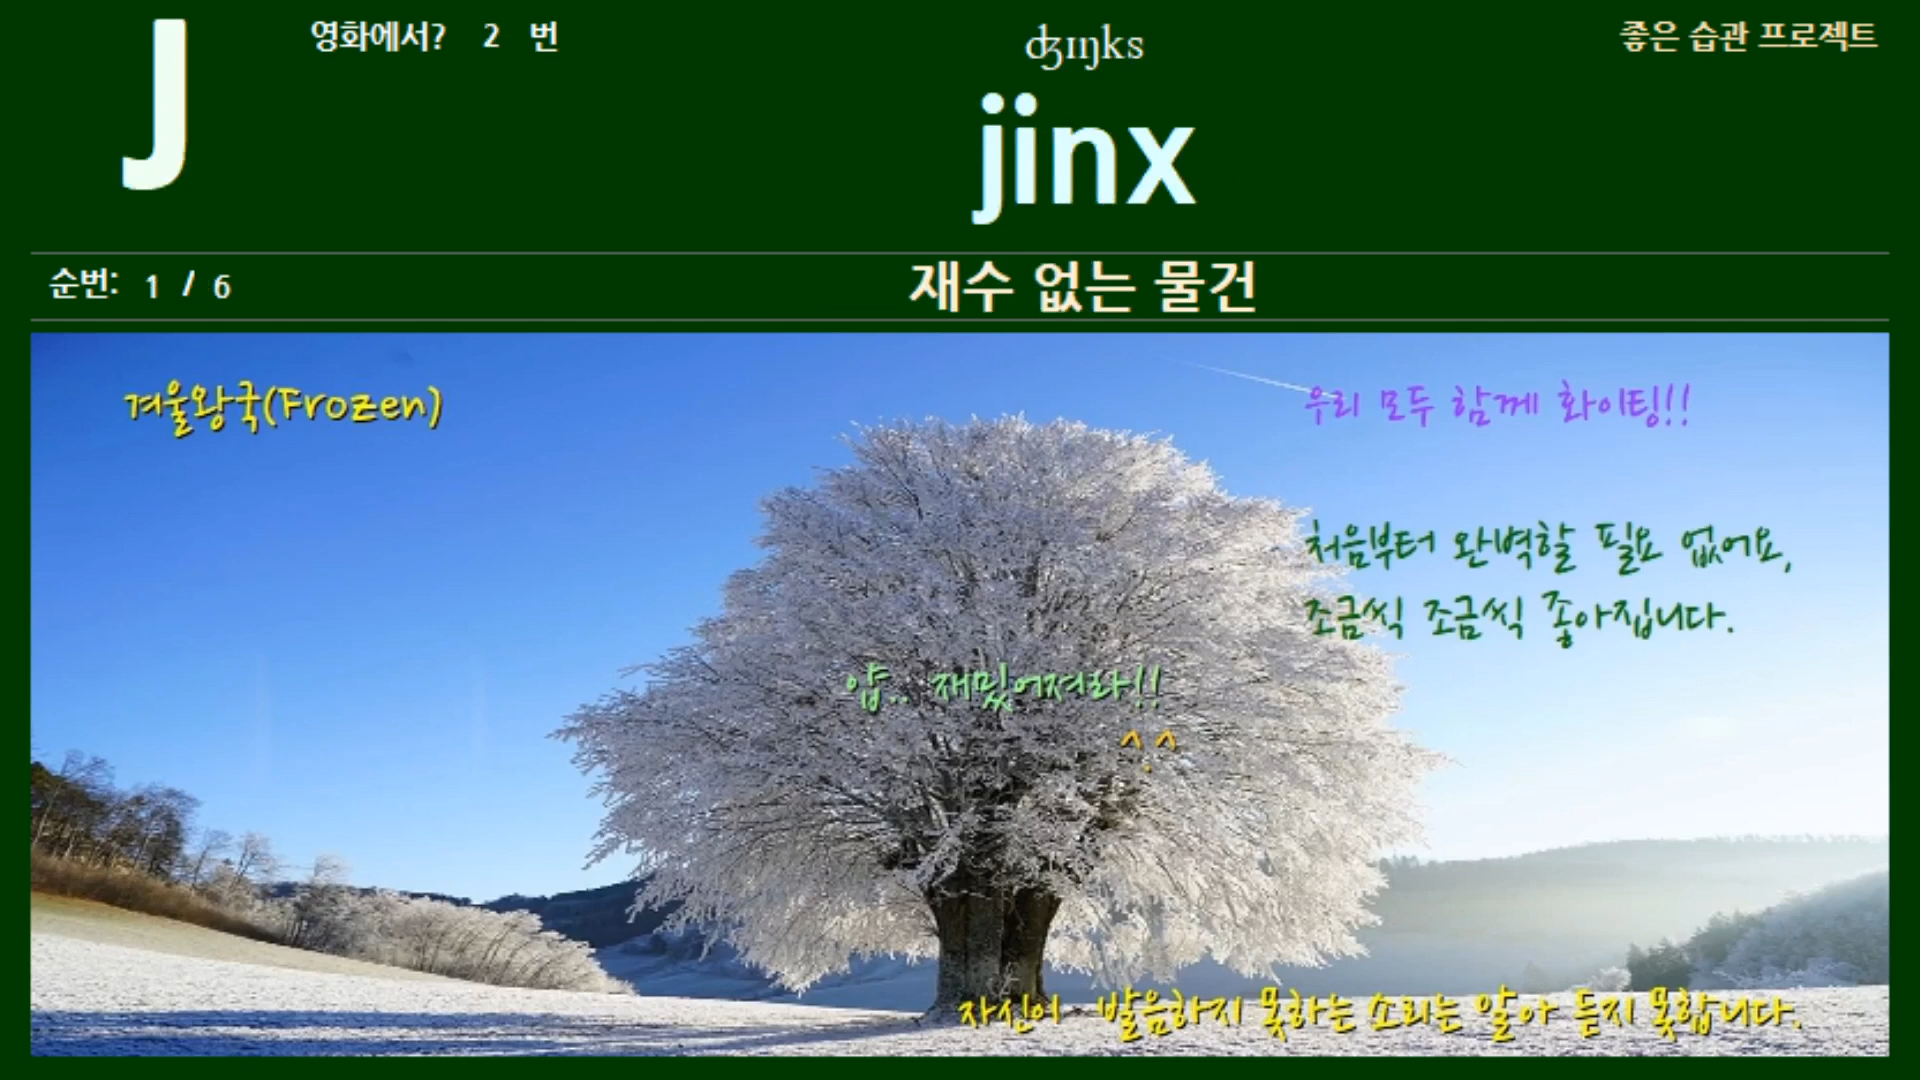 J
영화에서? 2 번
ʤɪŋks
좋은 습관 프로젝트
jinx
순번: 1 / 6
재수 없는 물건
겨울왕국(Frozen)
우리 모두 함께 화이팅!!
처음부터 완벽할 필요 없어요,
조금씩 조금씩 좋아집니다.
얍.. 재밌어져라!!
^.^
자신이 발음하지 못하는 소리는 알아 듣지 못합니다.